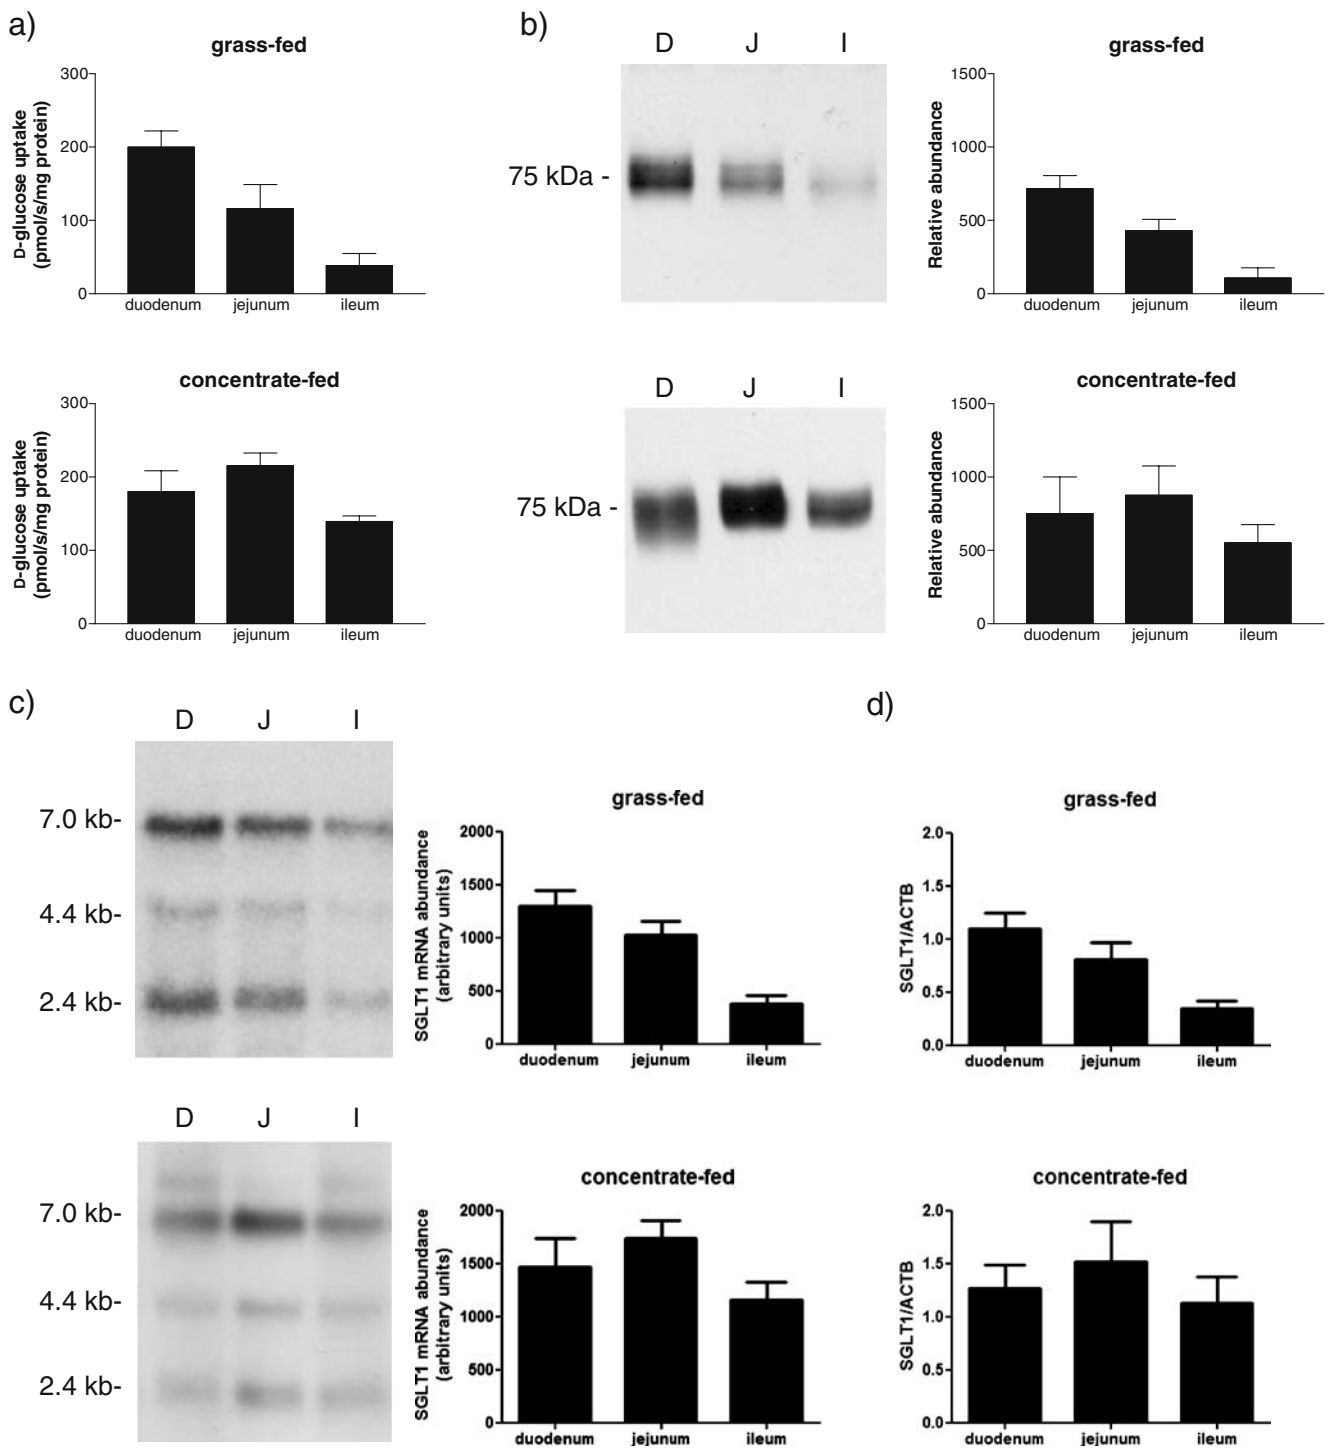 a)
grass-fed
D-glucose uptake
(pmol/s/mg protein)
300
200
100
0
duodenum jejunum ileum
concentrate-fed
D-glucose uptake
(pmol/s/mg protein)
300
200
100
0
duodenum jejunum ileum
b)
D J I
75 kDa -
grass-fed
Relative abundance
1500
1000
500
0
duodenum jejunum ileum
D J I
75 kDa -
concentrate-fed
Relative abundance
1500
1000
500
0
duodenum jejunum ileum
c)
D J I
7.0 kb-
4.4 kb-
2.4 kb-
grass-fed
SGLT1 mRNA abundance
(arbitrary units)
2000
1500
1000
500
0
duodenum jejunum ileum
D J I
7.0 kb-
4.4 kb-
2.4 kb-
concentrate-fed
SGLT1 mRNA abundance
(arbitrary units)
2000
1500
1000
500
0
duodenum jejunum ileum
d)
grass-fed
SGLT1/ACTB
2.0
1.5
1.0
0.5
0.0
duodenum jejunum ileum
concentrate-fed
SGLT1/ACTB
2.0
1.5
1.0
0.5
0.0
duodenum jejunum ileum